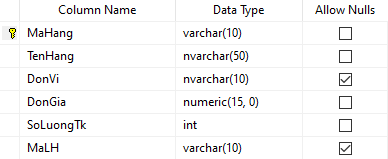 Column Name Data Type Allow Nulls
MaHang varchar(10)
TenHang nvarchar(50)
DonVi nvarchar(10)
DonGia numeric(15, 0)
SoLuongTk int
MaLH varchar(10)